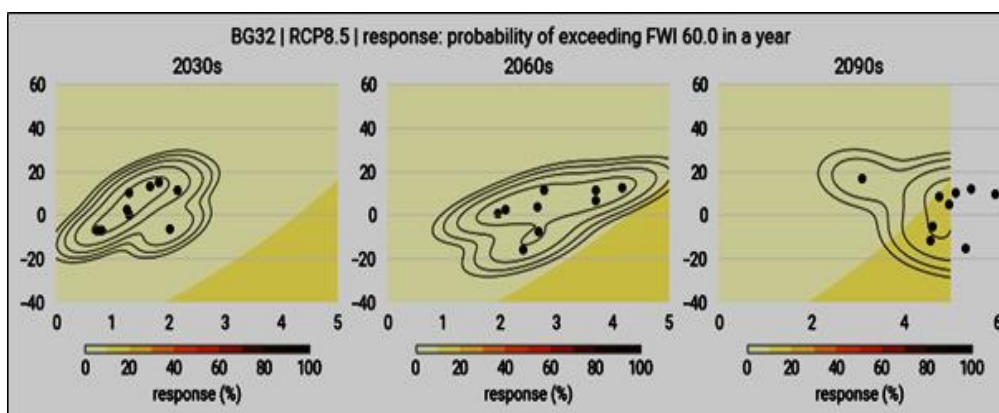 BG32 | RCP8.5 | response: probability of exceeding FWI 60.0 in a year
2030s 2060s 2090s
60 60 60
40 40 40
20 20 20
0 0 0
−20 −20 −20
−40 −40 −40
0 1 2 3 4 5 0 1 2 3 4 5 2 4 6
0 20 40 60 80 100 0 20 40 60 80 100 0 20 40 60 80 100
response (%) response (%) response (%)